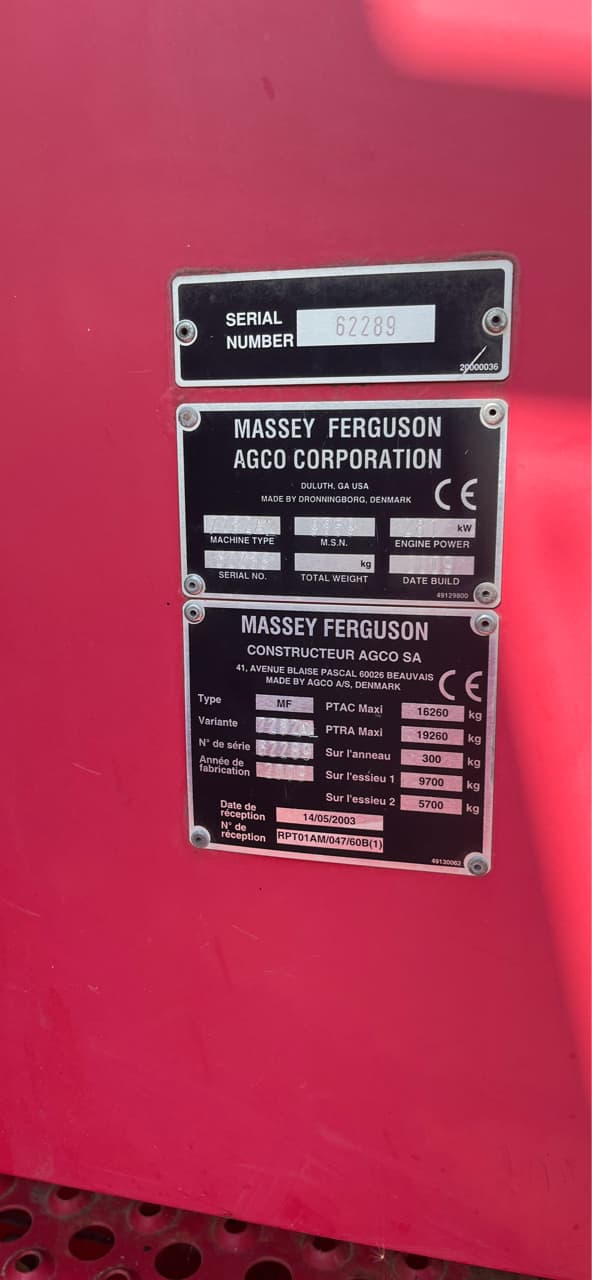 SERIAL NUMBER 62289
20000036
MASSEY FERGUSON
AGCO CORPORATION
DULUTH, GA USA
MADE BY DRONNINGBORG, DENMARK
CE
kW
MACHINE TYPE M.S.N. ENGINE POWER
kg
SERIAL NO. TOTAL WEIGHT DATE BUILD
49129800
MASSEY FERGUSON
CONSTRUCTEUR AGCO SA
41, AVENUE BLAISE PASCAL 60026 BEAUVAIS
MADE BY AGCO A/S, DENMARK
CE
Type MF PTAC Maxi 16260 kg
Variante PTRA Maxi 19260 kg
N° de série 62289 Sur l'anneau 300 kg
Année de fabrication Sur l'essieu 1 9700 kg
Sur l'essieu 2 5700 kg
Date de réception 14/05/2003
N° de réception RPT01AM/047/60B(1)
49130062